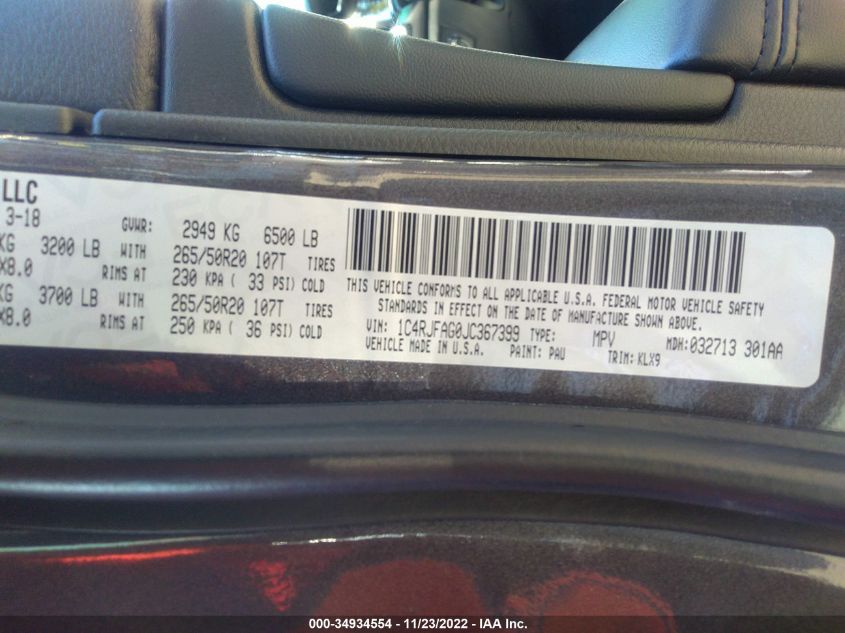 LLC
3-18 GVWR: 2949 KG 6500 LB
KG 3200 LB WITH 265/50R20 107T TIRES
X8.0 RIMS AT 230 KPA ( 33 PSI) COLD
KG 3700 LB WITH 265/50R20 107T TIRES
X8.0 RIMS AT 250 KPA ( 36 PSI) COLD
THIS VEHICLE CONFORMS TO ALL APPLICABLE U.S.A. FEDERAL MOTOR VEHICLE SAFETY
STANDARDS IN EFFECT ON THE DATE OF MANUFACTURE SHOWN ABOVE.
VIN: 1C4RJFAG0JC367399 TYPE: MPV MDH: 032713 301AA
VEHICLE MADE IN U.S.A. PAINT: PAU TRIM: KLX9
000-34934554 - 11/23/2022 - IAA Inc.